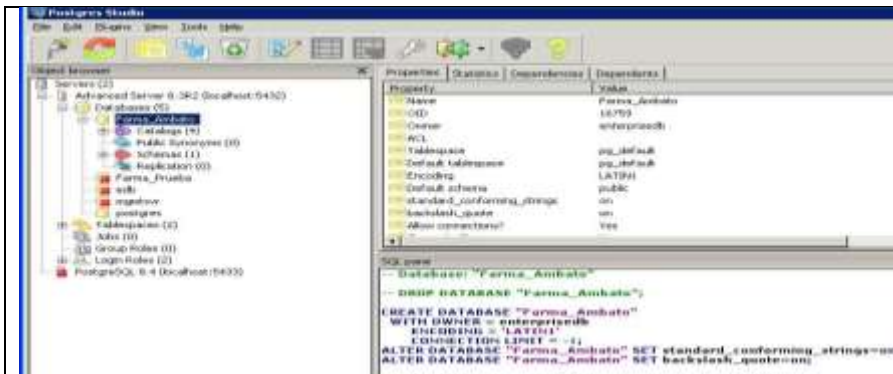 Postgres Studio
File Edit Plugins View Tools Help
Object browser
Servers (2)
Advanced Server 8.3R2 (localhost:5432)
Databases (5)
Farma_Ambato
Catalogs (4)
Public Synonyms (0)
Schemas (1)
Replication (0)
Farma_Prueba
edb
mgmtsvr
postgres
Tablespaces (2)
Jobs (0)
Group Roles (0)
Login Roles (2)
PostgreSQL 8.4 (localhost:5433)
Properties Statistics Dependencies Dependents
Property Value
Name Farma_Ambato
OID 16759
Owner enterprisedb
ACL
Tablespace pg_default
Default tablespace pg_default
Encoding LATIN1
Default schema public
standard_conforming_strings on
backslash_quote on
Allow connections? Yes
SQL pane
-- Database: "Farma_Ambato"
-- DROP DATABASE "Farma_Ambato";
CREATE DATABASE "Farma_Ambato"
WITH OWNER = enterprisedb
ENCODING = 'LATIN1'
CONNECTION LIMIT = -1;
ALTER DATABASE "Farma_Ambato" SET standard_conforming_strings=on
ALTER DATABASE "Farma_Ambato" SET backslash_quote=on;